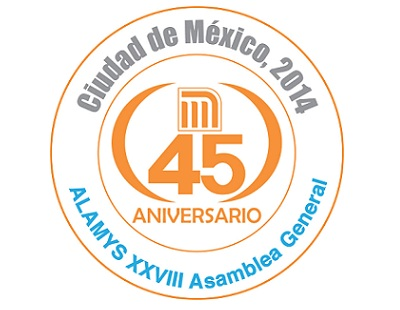 Ciudad de México, 2014
45
ANIVERSARIO
ALAMYS XXVIII Asamblea General